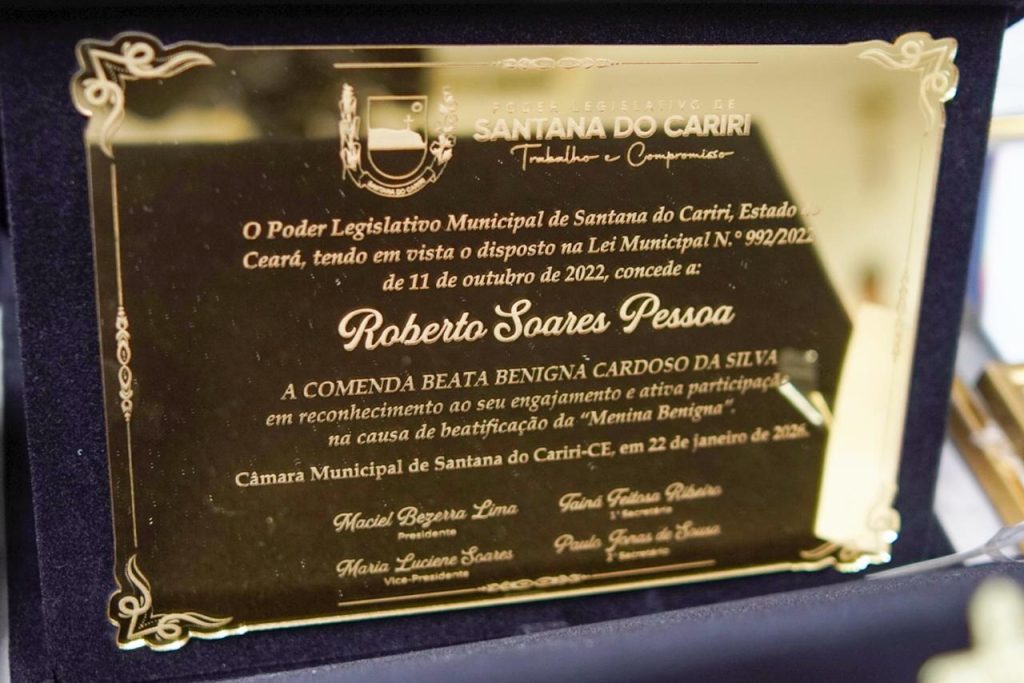 PODER LEGISLATIVO DE
SANTANA DO CARIRI
Trabalho e Compromisso
SANTANA DO CARIRI
O Poder Legislativo Municipal de Santana do Cariri, Estado do
Ceará, tendo em vista o disposto na Lei Municipal N.° 992/2022
de 11 de outubro de 2022, concede a:
Roberto Soares Pessoa
A COMENDA BEATA BENIGNA CARDOSO DA SILVA
em reconhecimento ao seu engajamento e ativa participação
na causa de beatificação da “Menina Benigna”.
Câmara Municipal de Santana do Cariri-CE, em 22 de janeiro de 2026.
Maciel Bezerra Lima
Presidente
Tainá Feitosa Ribeiro
1º Secretária
Maria Luciene Soares
Vice-Presidente
Paulo Jonas de Sousa
2º Secretário